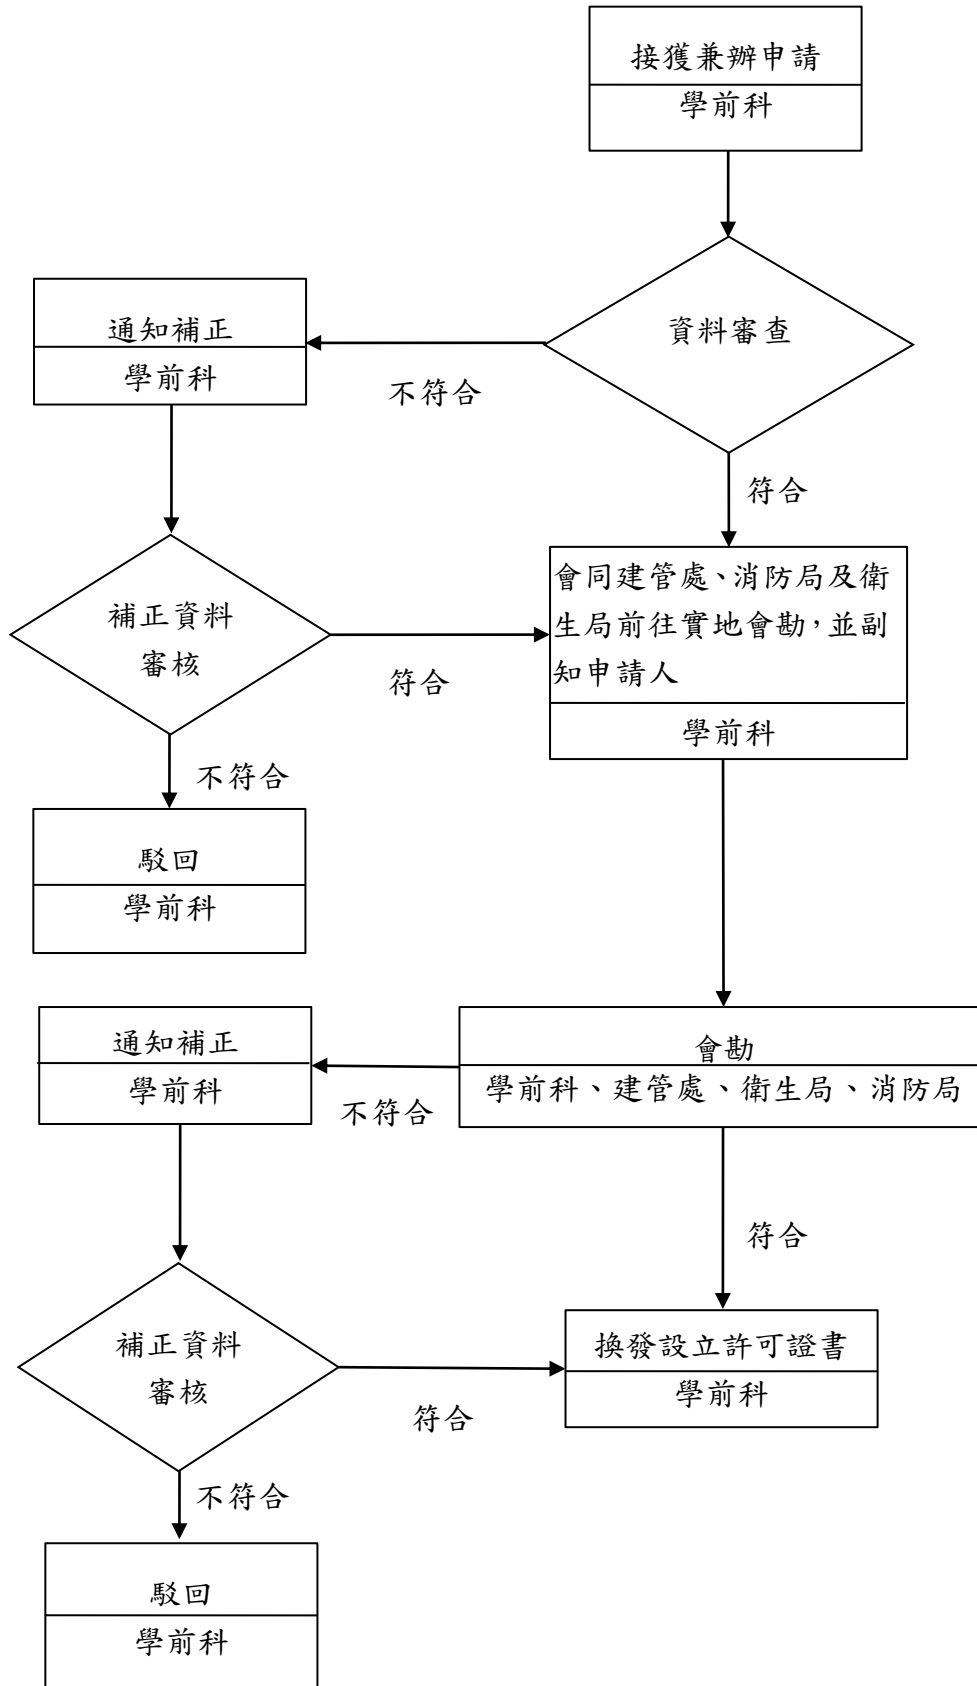 接獲兼辦申請
學前科
資料審查
通知補正
學前科
不符合
符合
會同建管處、消防局及衛
生局前往實地會勘，並副
知申請人
學前科
補正資料
審核
符合
不符合
駁回
學前科
會勘
學前科、建管處、衛生局、消防局
通知補正
學前科
不符合
符合
補正資料
審核
換發設立許可證書
學前科
符合
不符合
駁回
學前科